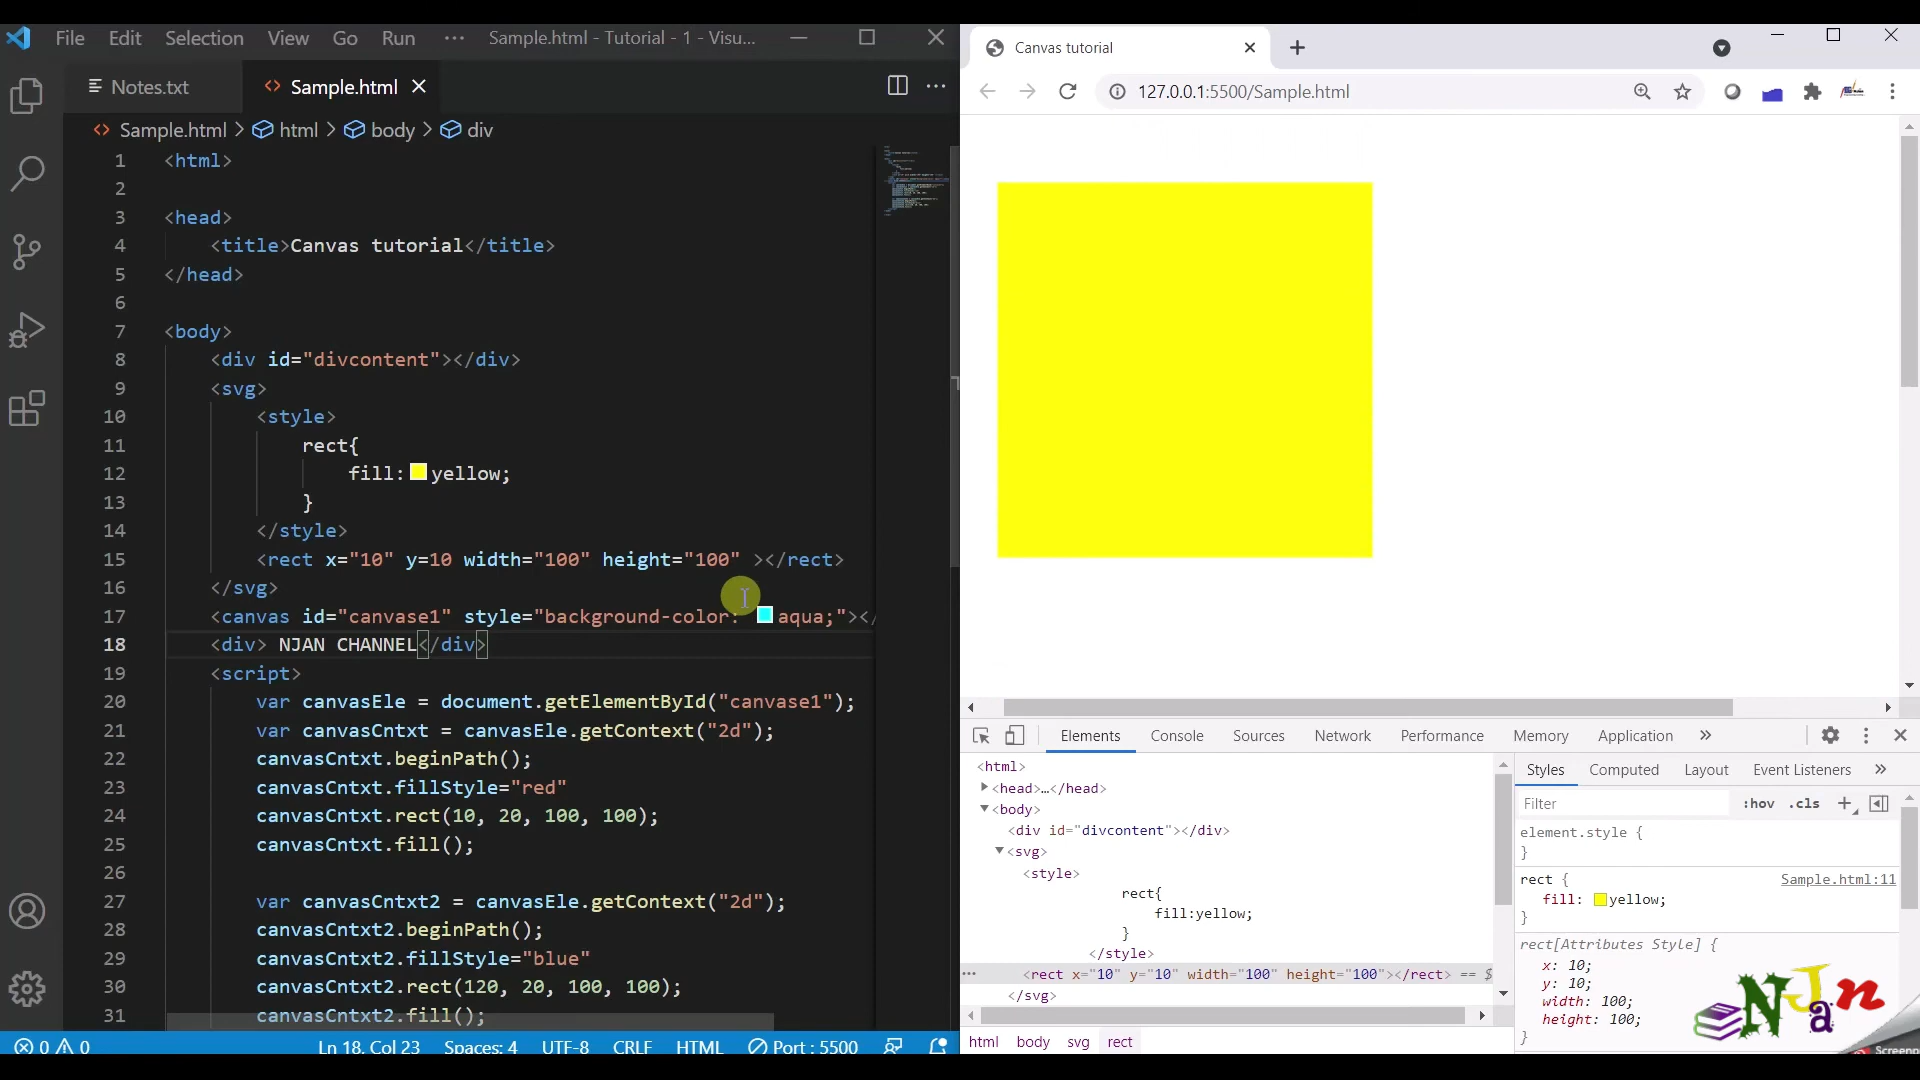 File Edit Selection View Go Run ··· Sample.html - Tutorial - 1 - Visu...
Notes.txt Sample.html
Sample.html > html > body > div
1 <html>
2
3 <head>
4 <title>Canvas tutorial</title>
5 </head>
6
7 <body>
8 <div id="divcontent"></div>
9 <svg>
10 <style>
11 rect{
12 fill:yellow;
13 }
14 </style>
15 <rect x="10" y=10 width="100" height="100" ></rect>
16 </svg>
17 <canvas id="canvase1" style="background-color: aqua;"></
18 <div> NJAN CHANNEL</div>
19 <script>
20 var canvasEle = document.getElementById("canvase1");
21 var canvasCntxt = canvasEle.getContext("2d");
22 canvasCntxt.beginPath();
23 canvasCntxt.fillStyle="red"
24 canvasCntxt.rect(10, 20, 100, 100);
25 canvasCntxt.fill();
26
27 var canvasCntxt2 = canvasEle.getContext("2d");
28 canvasCntxt2.beginPath();
29 canvasCntxt2.fillStyle="blue"
30 canvasCntxt2.rect(120, 20, 100, 100);
31 canvasCntxt2.fill();
0 0 Ln 18, Col 23 Spaces: 4 UTF-8 CRLF HTML Port : 5500
Canvas tutorial
127.0.0.1:5500/Sample.html
Elements Console Sources Network Performance Memory Application »
<html>
<head>…</head>
<body>
<div id="divcontent"></div>
<svg>
<style>
rect{
fill:yellow;
}
</style>
··· <rect x="10" y="10" width="100" height="100"></rect> == $
</svg>
html body svg rect
Styles Computed Layout Event Listeners »
Filter :hov .cls +
element.style {
}
rect { Sample.html:11
fill: yellow;
}
rect[Attributes Style] {
x: 10;
y: 10;
width: 100;
height: 100;
}
NJan